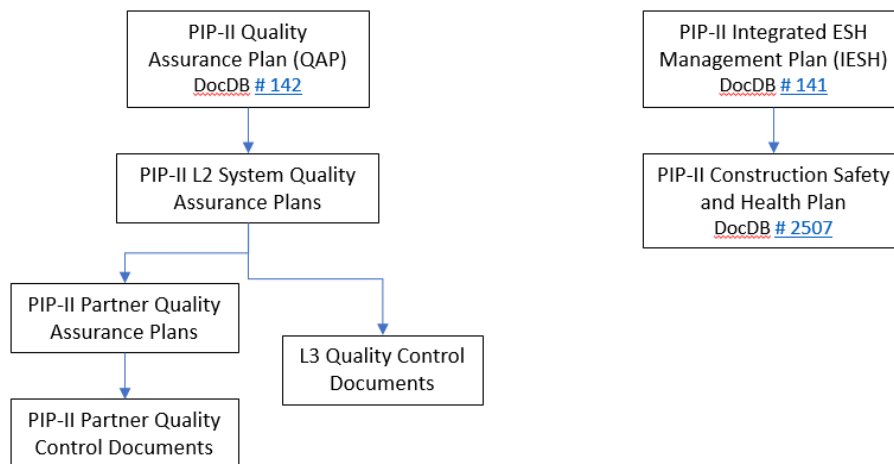 PIP-II Quality
Assurance Plan (QAP)
DocDB # 142
PIP-II Integrated ESH
Management Plan (IESH)
DocDB # 141
PIP-II L2 System Quality
Assurance Plans
PIP-II Construction Safety
and Health Plan
DocDB # 2507
PIP-II Partner Quality
Assurance Plans
L3 Quality Control
Documents
PIP-II Partner Quality
Control Documents